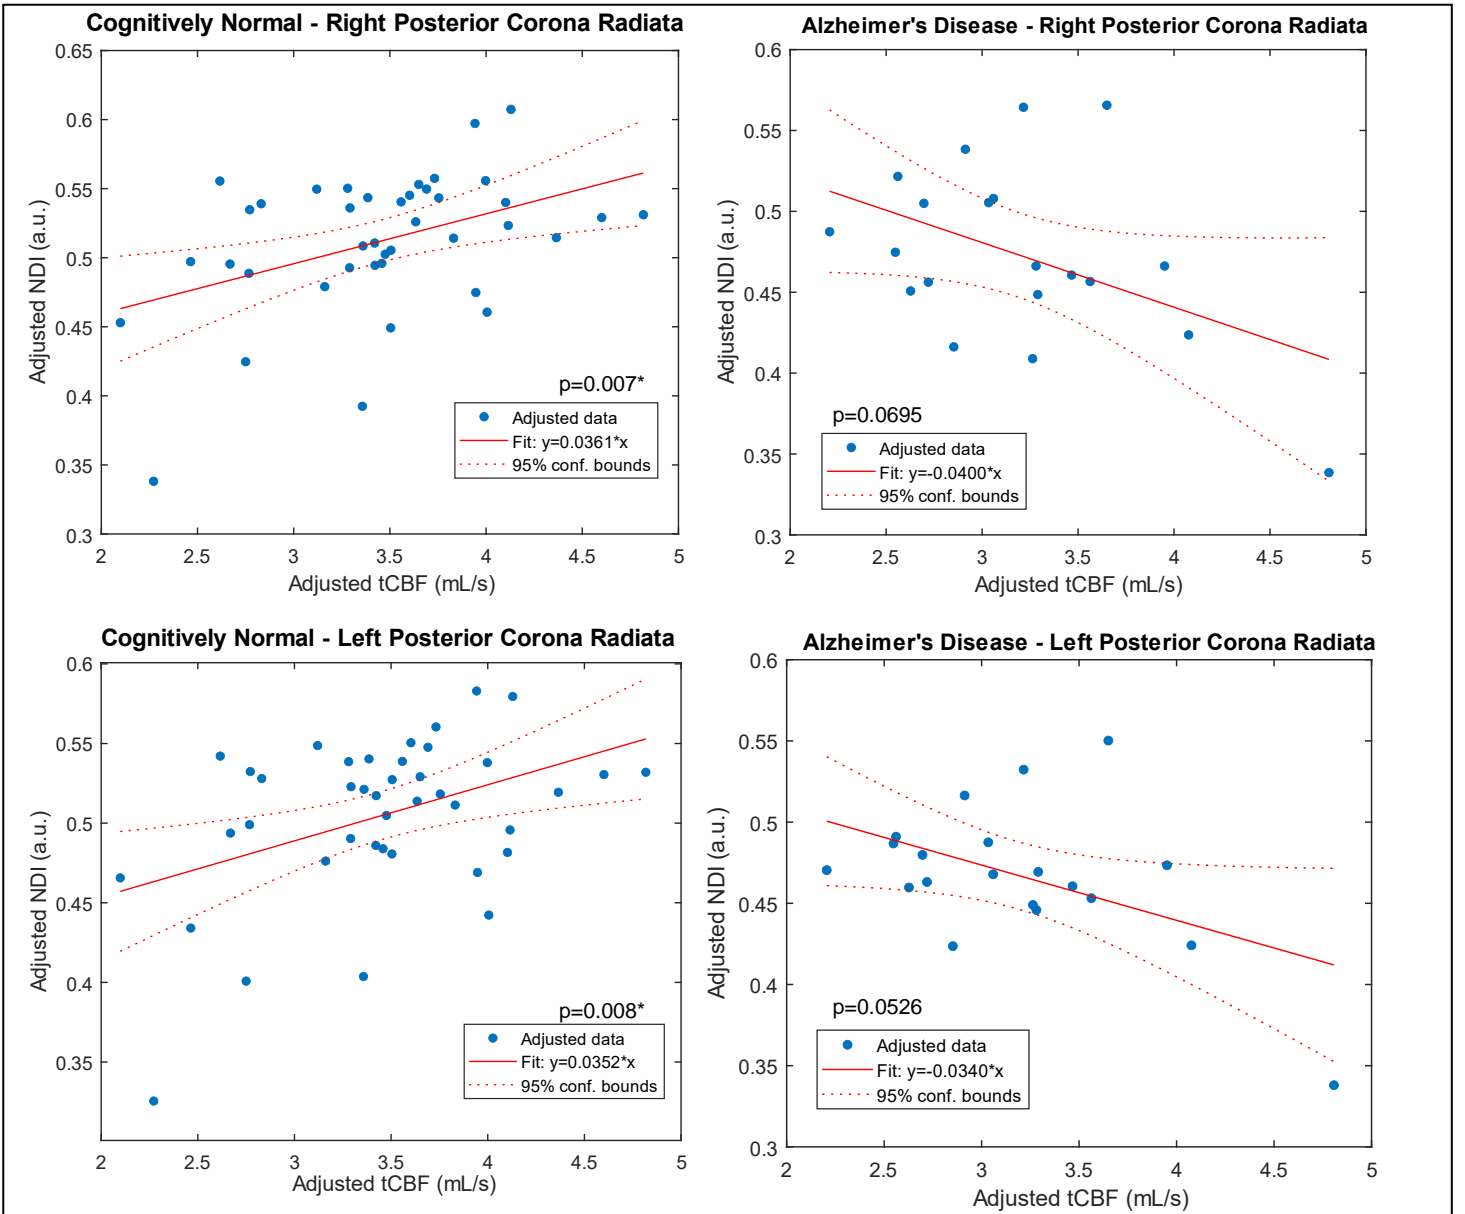 Cognitively Normal - Right Posterior Corona Radiata
0.65
0.6
0.55
0.5
0.45
0.4
0.35
0.3
Adjusted NDI (a.u.)
p=0.007*
Adjusted data
Fit: y=0.0361*x
95% conf. bounds
2 2.5 3 3.5 4 4.5 5
Adjusted tCBF (mL/s)
Alzheimer's Disease - Right Posterior Corona Radiata
0.6
0.55
0.5
0.45
0.4
0.35
0.3
Adjusted NDI (a.u.)
p=0.0695
Adjusted data
Fit: y=-0.0400*x
95% conf. bounds
2 2.5 3 3.5 4 4.5 5
Adjusted tCBF (mL/s)
Cognitively Normal - Left Posterior Corona Radiata
0.6
0.55
0.5
0.45
0.4
0.35
Adjusted NDI (a.u.)
p=0.008*
Adjusted data
Fit: y=0.0352*x
95% conf. bounds
2 2.5 3 3.5 4 4.5 5
Adjusted tCBF (mL/s)
Alzheimer's Disease - Left Posterior Corona Radiata
0.6
0.55
0.5
0.45
0.4
0.35
0.3
Adjusted NDI (a.u.)
p=0.0526
Adjusted data
Fit: y=-0.0340*x
95% conf. bounds
2 2.5 3 3.5 4 4.5 5
Adjusted tCBF (mL/s)